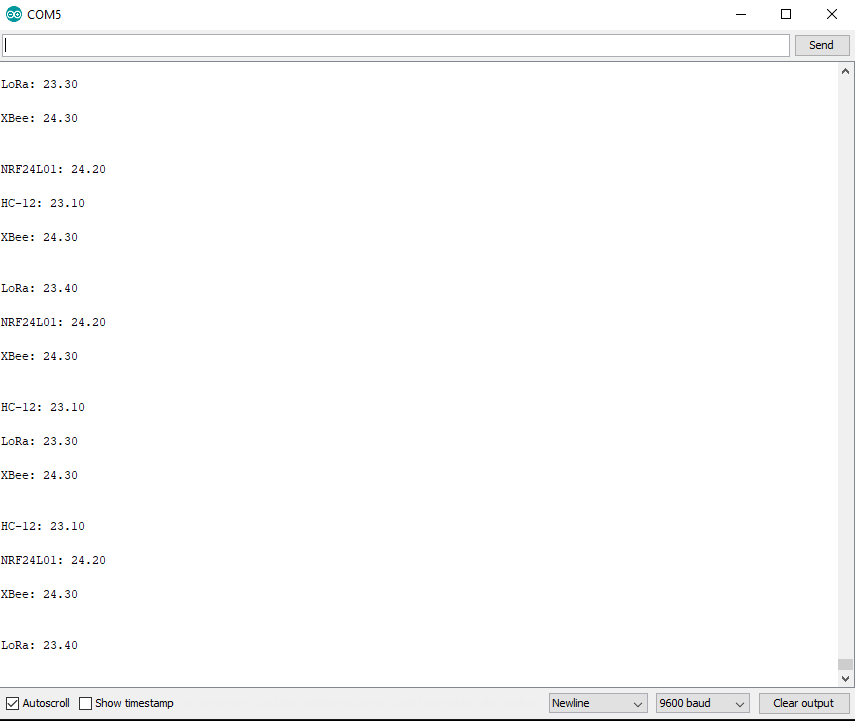 COM5
Send
LoRa: 23.30
XBee: 24.30
NRF24L01: 24.20
HC-12: 23.10
XBee: 24.30
LoRa: 23.40
NRF24L01: 24.20
XBee: 24.30
HC-12: 23.10
LoRa: 23.30
XBee: 24.30
HC-12: 23.10
NRF24L01: 24.20
XBee: 24.30
LoRa: 23.40
Autoscroll Show timestamp Newline 9600 baud Clear output